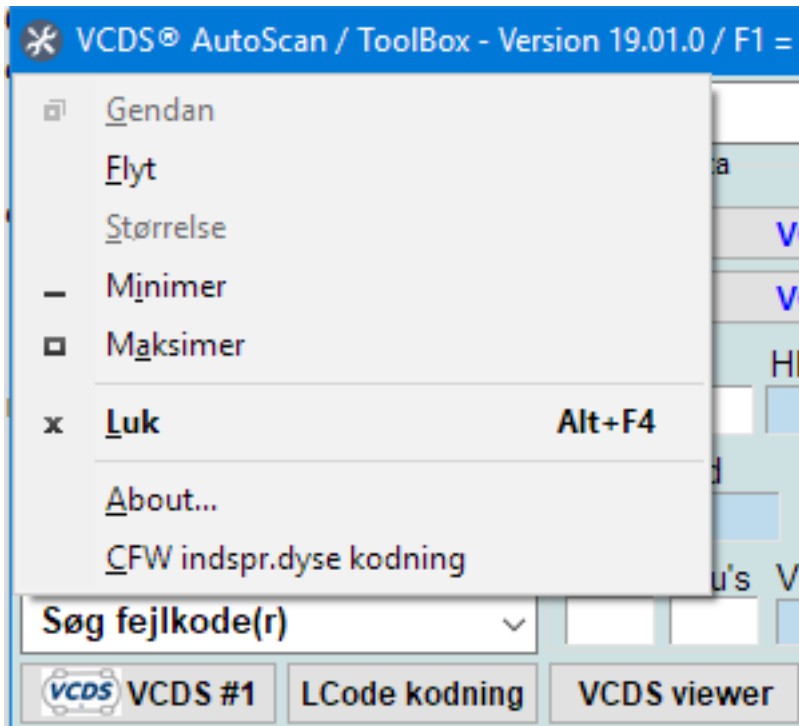 VCDS® AutoScan / ToolBox - Version 19.01.0 / F1 =
Gendan
Flyt
Størrelse
Minimer
Maksimer
Luk Alt+F4
About...
CFW indspr.dyse kodning
u's
Søg fejlkode(r)
VCDS VCDS #1 LCode kodning VCDS viewer